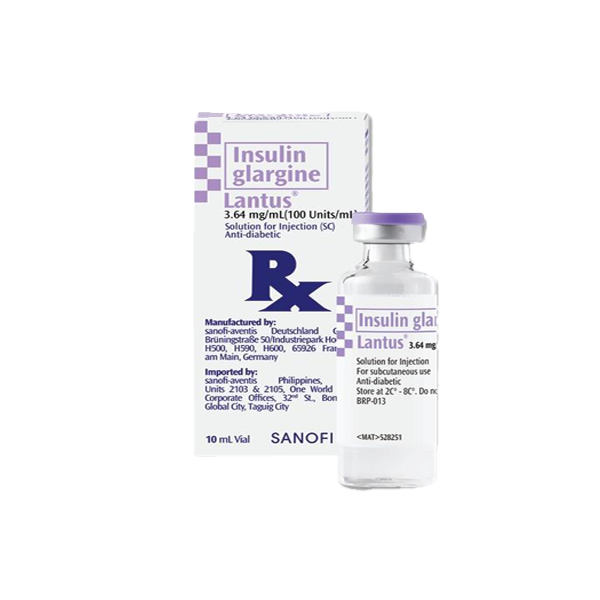 Insulin
glargine
Lantus®
3.64 mg/mL(100 Units/ml)
Solution for Injection (SC)
Anti-diabetic
Rx
Manufactured by:
sanofi-aventis Deutschland
Brüningstraße 50/Industriepark
H500, H590, H600, 65926
am Main, Germany
Imported by:
sanofi-aventis Philippines,
Units 2103 & 2105, One World
Corporate Offices, 32nd St.,
Global City, Taguig City
10 mL Vial
SANOFI
Insulin
Lantus® 3.64 mg
Solution for Injection
For subcutaneous use
Anti-diabetic
Store at 2C° - 8C°. Do
BRP-013
<MAT>528251